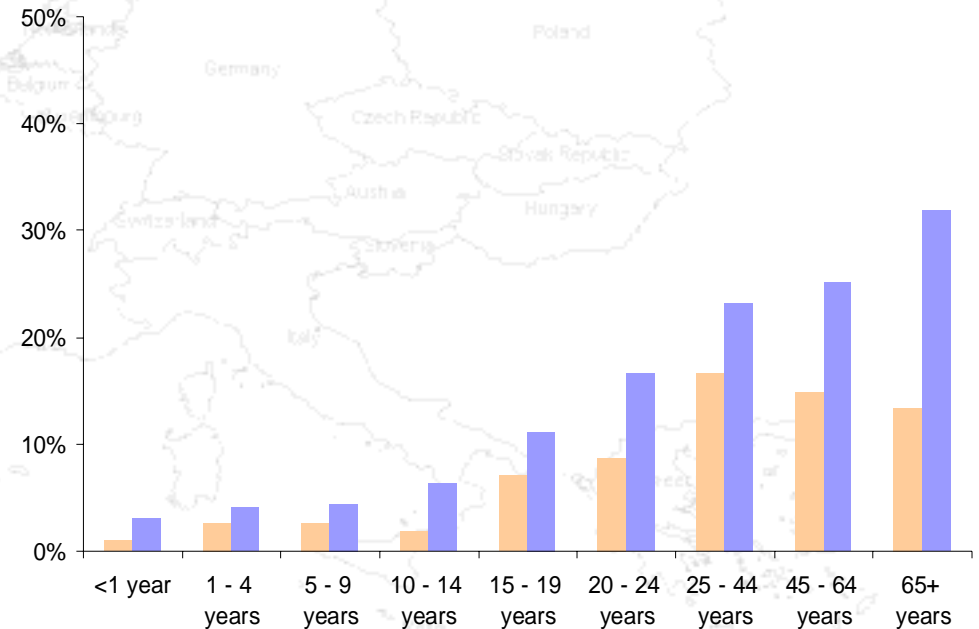 50%
Poland
Germany
Belgium
40%
Czech Republic
Slovak Republic
Austria
Hungary
30%
Switzerland
Slovenia
20%
Italy
10%
0%
<1 year
1 - 4
years
5 - 9
years
10 - 14
years
15 - 19
years
20 - 24
years
25 - 44
years
45 - 64
years
65+
years